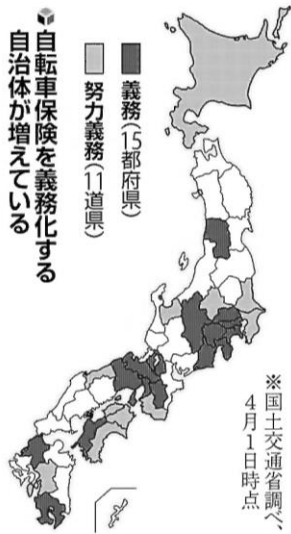 自転車保険を義務化する
自治体が増えている
義務(15都府県)
努力義務(11道県)
※国土交通省調べ、
4月1日時点